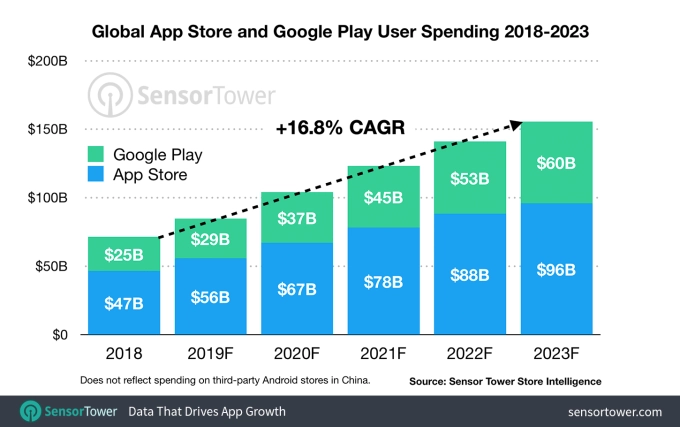 Global App Store and Google Play User Spending 2018-2023
$200B
SensorTower
$150B
+16.8% CAGR
Google Play
App Store
$100B
$50B
$0
$25B
$29B
$37B
$45B
$53B
$60B
$47B
$56B
$67B
$78B
$88B
$96B
2018
2019F
2020F
2021F
2022F
2023F
Does not reflect spending on third-party Android stores in China.
Source: Sensor Tower Store Intelligence
SensorTower
Data That Drives App Growth
sensortower.com